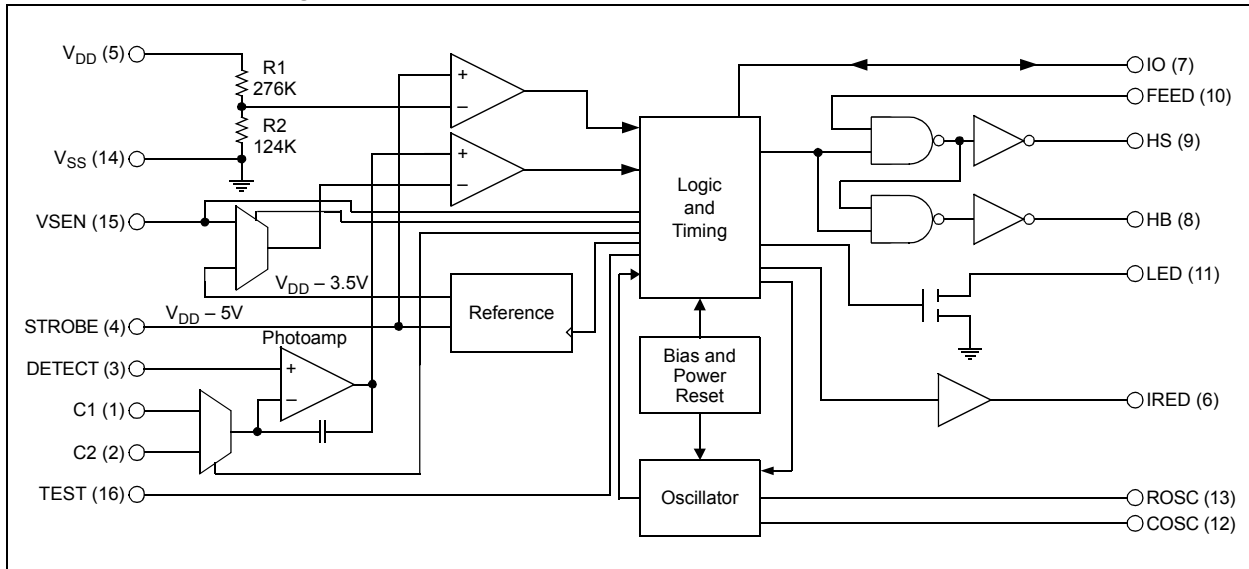 VDD (5)
R1
276K
R2
124K
VSS (14)
VSEN (15)
VDD – 3.5V
VDD – 5V
STROBE (4)
Photoamp
DETECT (3)
C1 (1)
C2 (2)
TEST (16)
+
–
+
–
+
–
Reference
Logic
and
Timing
Bias and
Power
Reset
Oscillator
IO (7)
FEED (10)
HS (9)
HB (8)
LED (11)
IRED (6)
ROSC (13)
COSC (12)